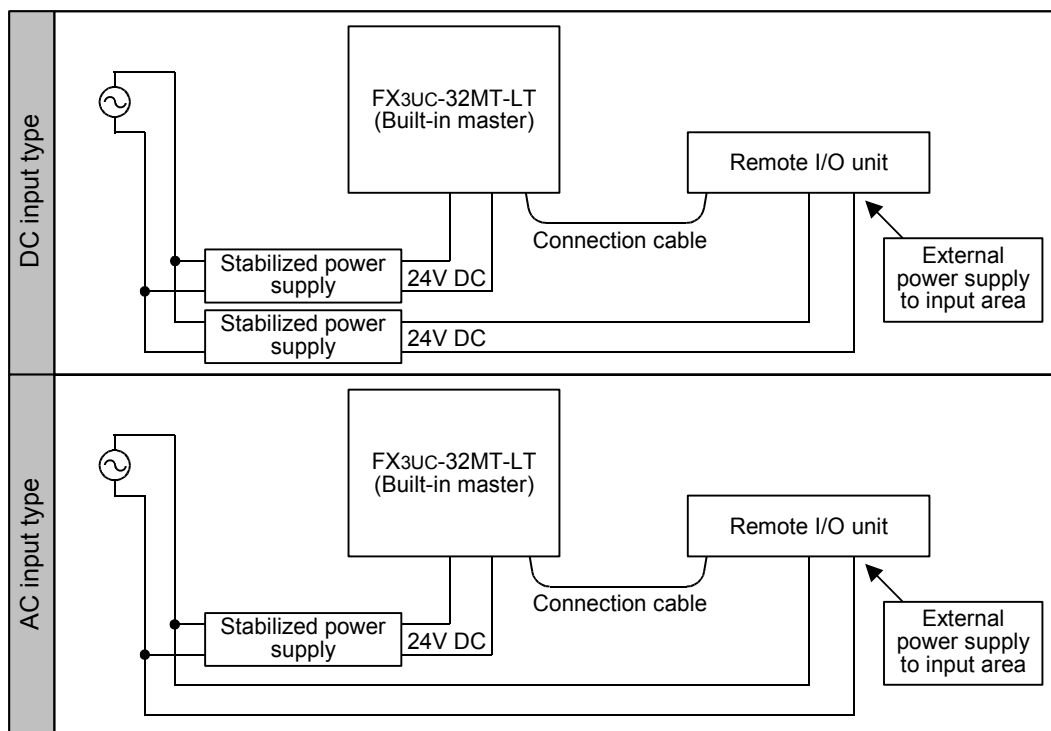 DC input type
FX3UC-32MT-LT
(Built-in master)
Remote I/O unit
Connection cable
External
power supply
to input area
Stabilized power
supply
24V DC
Stabilized power
supply
24V DC
AC input type
FX3UC-32MT-LT
(Built-in master)
Remote I/O unit
Connection cable
External
power supply
to input area
Stabilized power
supply
24V DC